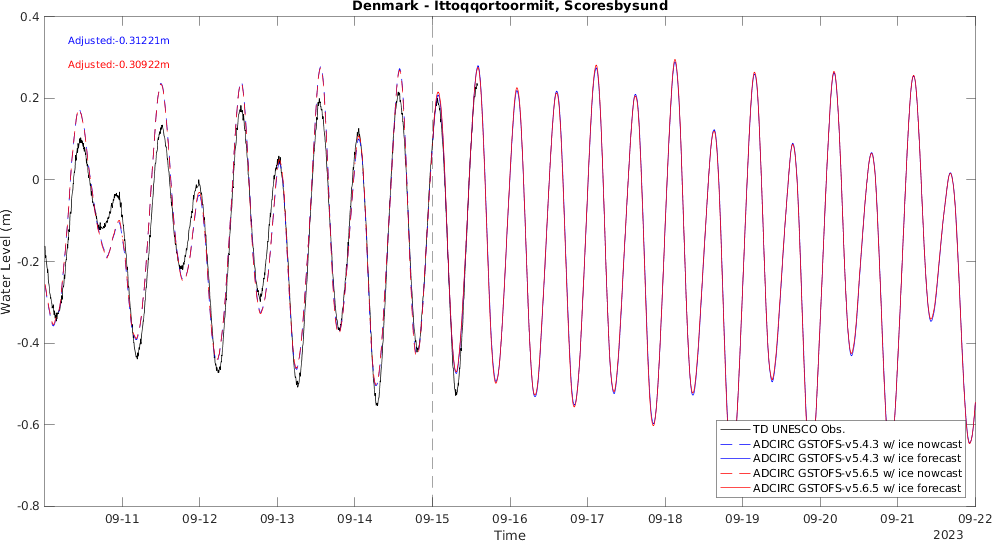 Denmark - Ittoqqortoormiit, Scoresbysund
0.4
Adjusted:-0.31221m
Adjusted:-0.30922m
0.2
0
-0.2
-0.4
-0.6
-0.8
Water Level (m)
TD UNESCO Obs.
ADCIRC GSTOFS-v5.4.3 w/ ice nowcast
ADCIRC GSTOFS-v5.4.3 w/ ice forecast
ADCIRC GSTOFS-v5.6.5 w/ ice nowcast
ADCIRC GSTOFS-v5.6.5 w/ ice forecast
09-11 09-12 09-13 09-14 09-15 09-16 09-17 09-18 09-19 09-20 09-21 09-22
Time
2023